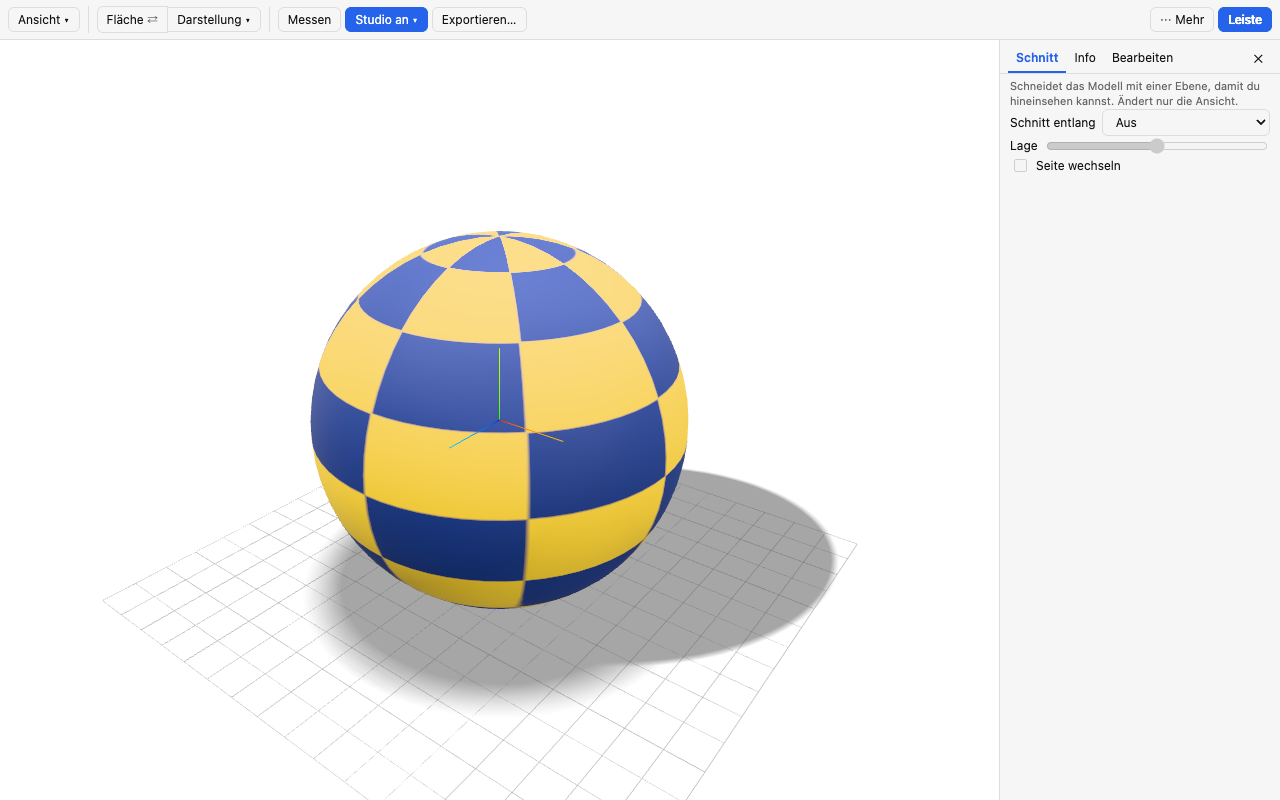 Ansicht ▾ Fläche ⇄ Darstellung ▾ Messen Studio an ▾ Exportieren... ··· Mehr Leiste
Schnitt Info Bearbeiten ×
Schneidet das Modell mit einer Ebene, damit du
hineinsehen kannst. Ändert nur die Ansicht.
Schnitt entlang Aus
Lage
Seite wechseln